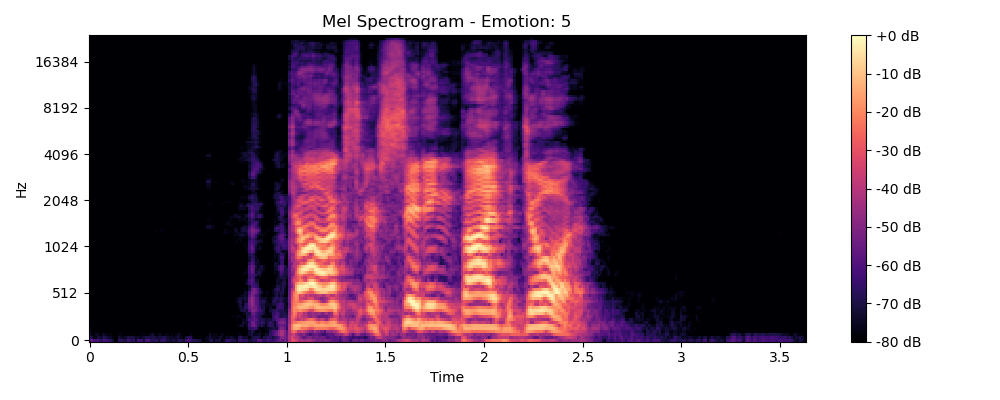 Mel Spectrogram - Emotion: 5
Hz
16384
8192
4096
2048
1024
512
0
0 0.5 1 1.5 2 2.5 3 3.5
Time
+0 dB
-10 dB
-20 dB
-30 dB
-40 dB
-50 dB
-60 dB
-70 dB
-80 dB